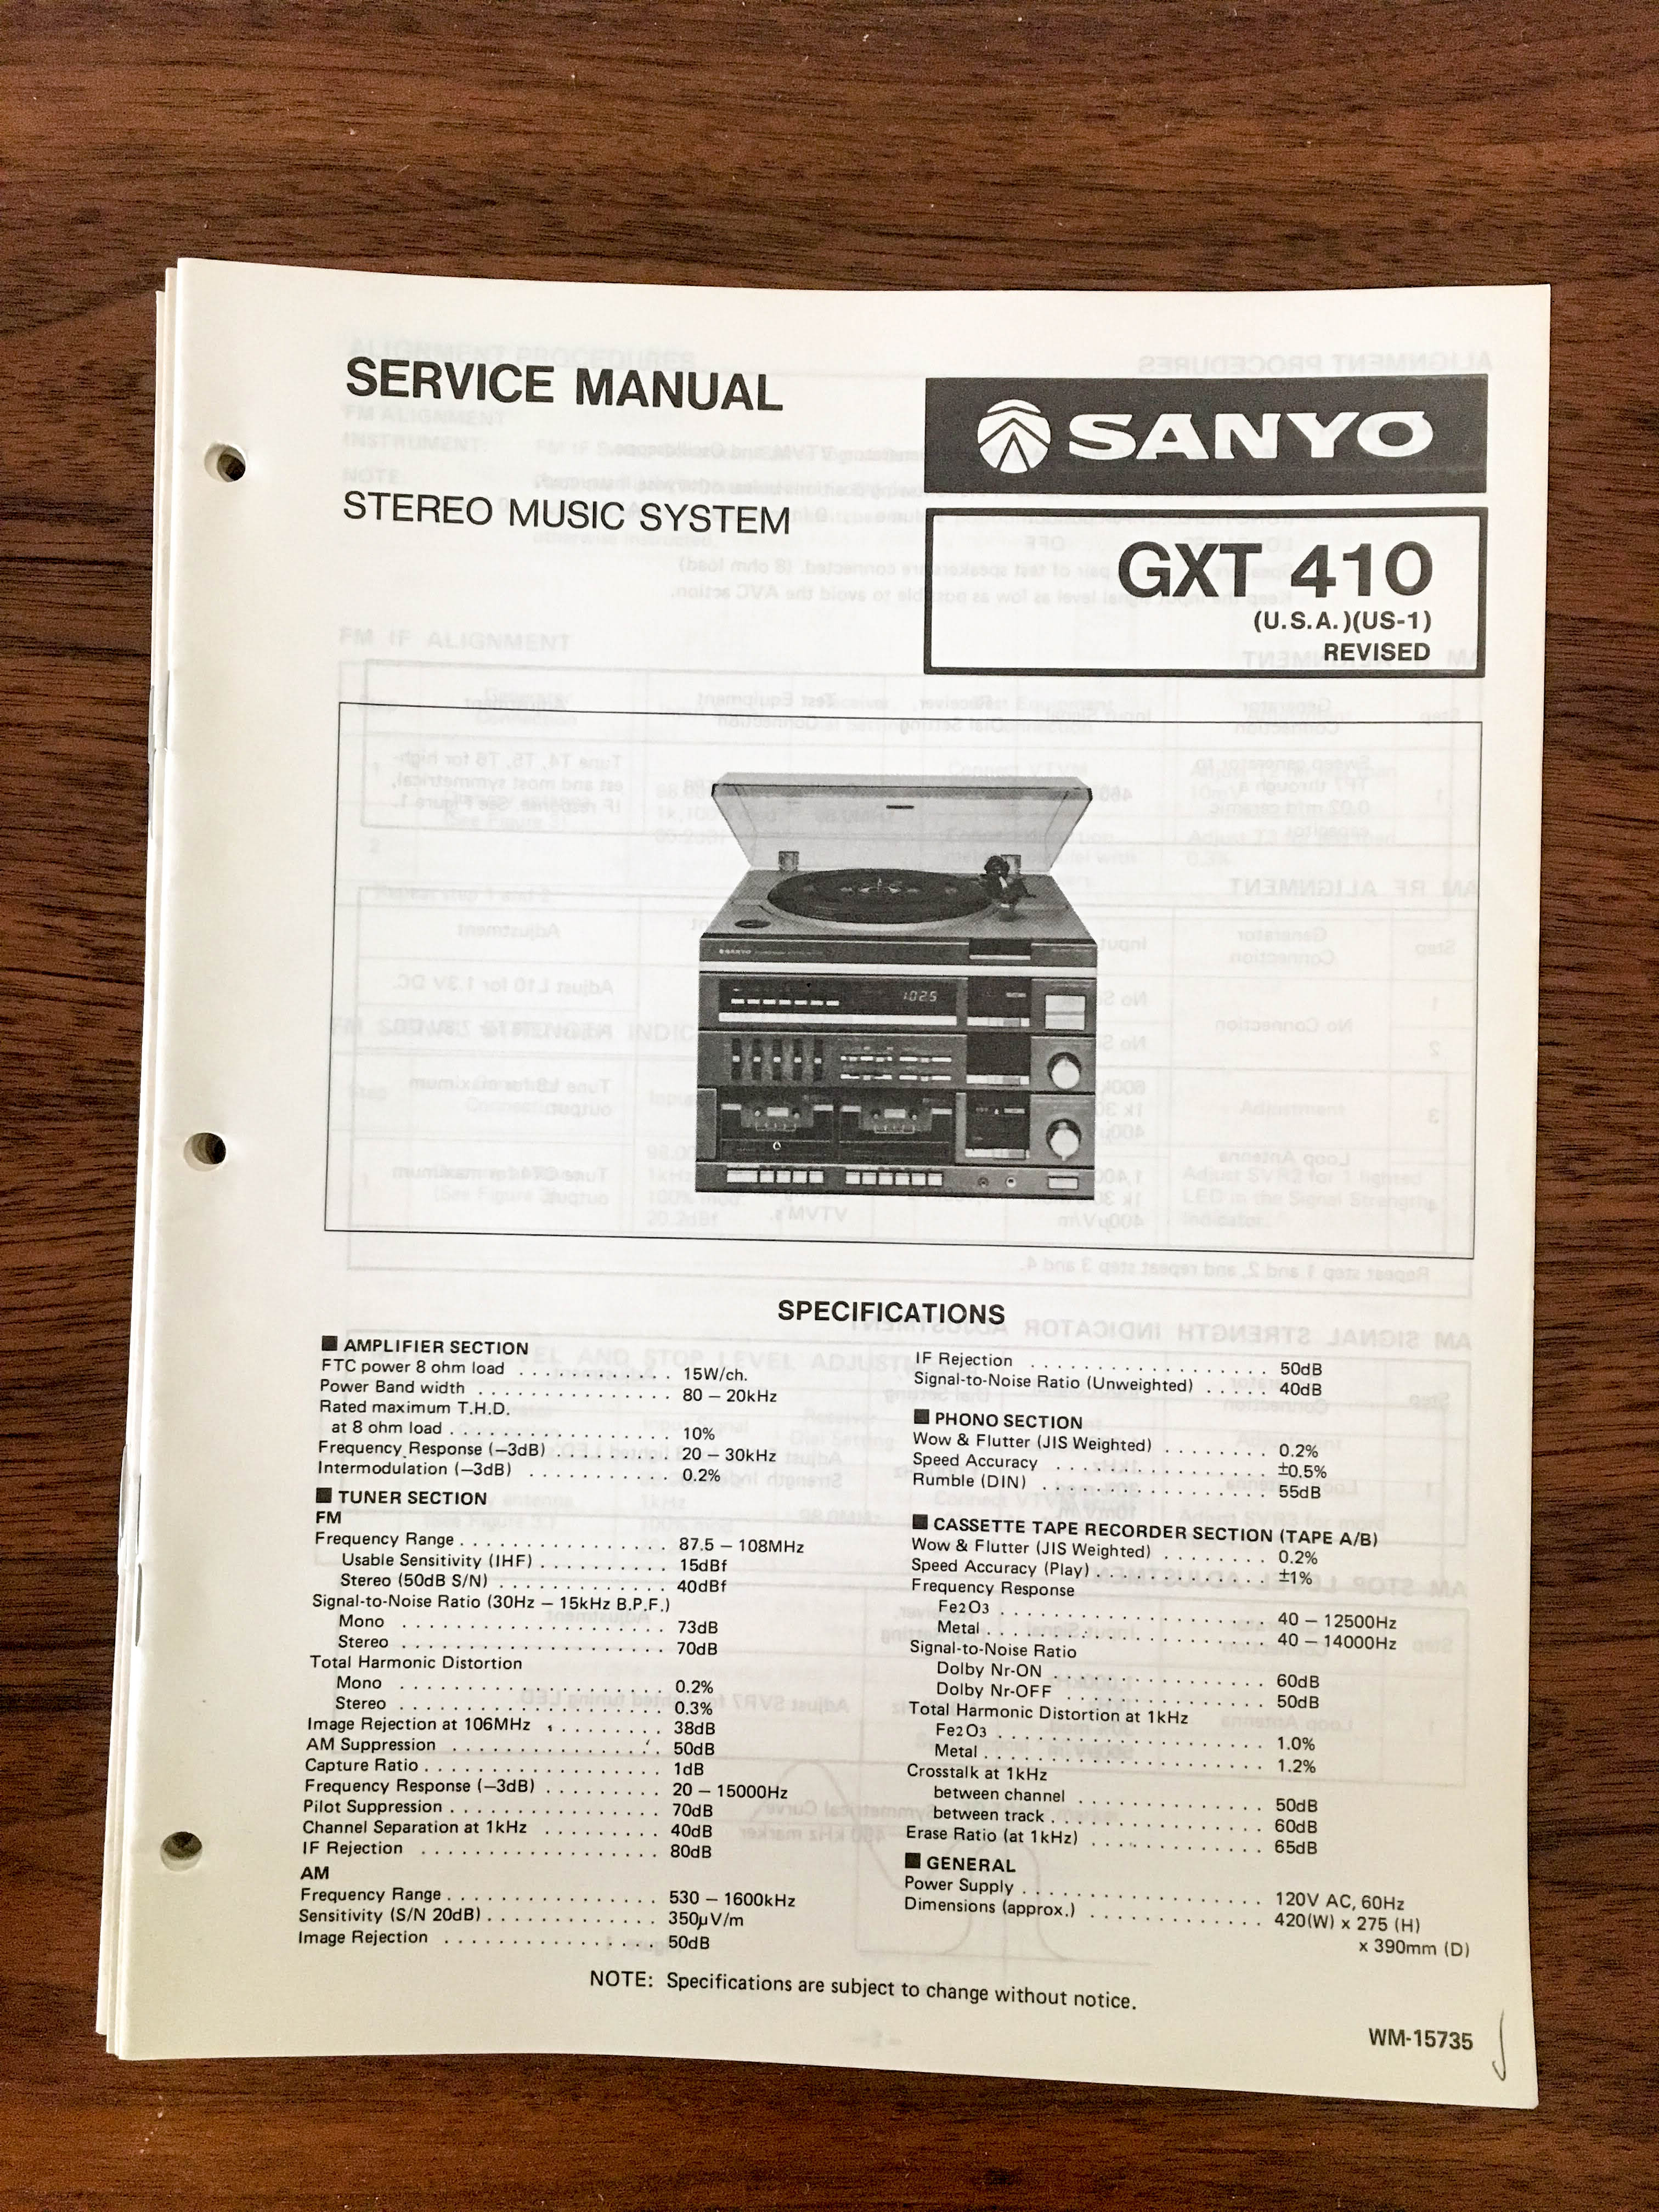 SERVICE MANUAL
SANYO
STEREO MUSIC SYSTEM
GXT 410
(U.S.A.)(US-1)
REVISED
SANYO
102.5
SPECIFICATIONS
■ AMPLIFIER SECTION
FTC power 8 ohm load . . . . . . . . . . . . 15W/ch.
Power Band width . . . . . . . . . . . . . . . 80 – 20kHz
Rated maximum T.H.D.
at 8 ohm load . . . . . . . . . . . . . . . . . 10%
Frequency Response (–3dB) . . . . . . . . . . 20 – 30kHz
Intermodulation (–3dB) . . . . . . . . . . . 0.2%
■ TUNER SECTION
FM
Frequency Range . . . . . . . . . . . . . . . . 87.5 – 108MHz
Usable Sensitivity (IHF) . . . . . . . . . . 15dBf
Stereo (50dB S/N) . . . . . . . . . . . . . 40dBf
Signal-to-Noise Ratio (30Hz – 15kHz B.P.F.)
Mono . . . . . . . . . . . . . . . . . . . . 73dB
Stereo . . . . . . . . . . . . . . . . . . . . 70dB
Total Harmonic Distortion
Mono . . . . . . . . . . . . . . . . . . . . 0.2%
Stereo . . . . . . . . . . . . . . . . . . . . 0.3%
Image Rejection at 106MHz . . . . . . . . . 38dB
AM Suppression . . . . . . . . . . . . . . . . 50dB
Capture Ratio . . . . . . . . . . . . . . . . . . 1dB
Frequency Response (–3dB) . . . . . . . . . 20 – 15000Hz
Pilot Suppression . . . . . . . . . . . . . . . . 70dB
Channel Separation at 1kHz . . . . . . . . . 40dB
IF Rejection . . . . . . . . . . . . . . . . . . 80dB
AM
Frequency Range . . . . . . . . . . . . . . . . 530 – 1600kHz
Sensitivity (S/N 20dB) . . . . . . . . . . . . . 350μV/m
Image Rejection . . . . . . . . . . . . . . . . 50dB
IF Rejection . . . . . . . . . . . . . . . . . . 50dB
Signal-to-Noise Ratio (Unweighted) . . . . . 40dB
■ PHONO SECTION
Wow & Flutter (JIS Weighted) . . . . . . . . 0.2%
Speed Accuracy . . . . . . . . . . . . . . . . ±0.5%
Rumble (DIN) . . . . . . . . . . . . . . . . . 55dB
■ CASSETTE TAPE RECORDER SECTION (TAPE A/B)
Wow & Flutter (JIS Weighted) . . . . . . . . 0.2%
Speed Accuracy (Play) . . . . . . . . . . . . . ±1%
Frequency Response
Fe2O3 . . . . . . . . . . . . . . . . . . . . 40 – 12500Hz
Metal . . . . . . . . . . . . . . . . . . . . . 40 – 14000Hz
Signal-to-Noise Ratio
Dolby Nr-ON . . . . . . . . . . . . . . . . 60dB
Dolby Nr-OFF . . . . . . . . . . . . . . . 50dB
Total Harmonic Distortion at 1kHz
Fe2O3 . . . . . . . . . . . . . . . . . . . . 1.0%
Metal . . . . . . . . . . . . . . . . . . . . . 1.2%
Crosstalk at 1kHz
between channel . . . . . . . . . . . . . . 50dB
between track . . . . . . . . . . . . . . . . 60dB
Erase Ratio (at 1kHz) . . . . . . . . . . . . . 65dB
■ GENERAL
Power Supply . . . . . . . . . . . . . . . . . . 120V AC, 60Hz
Dimensions (approx.) . . . . . . . . . . . . . 420(W) x 275 (H)
x 390mm (D)
NOTE: Specifications are subject to change without notice.
WM-15735